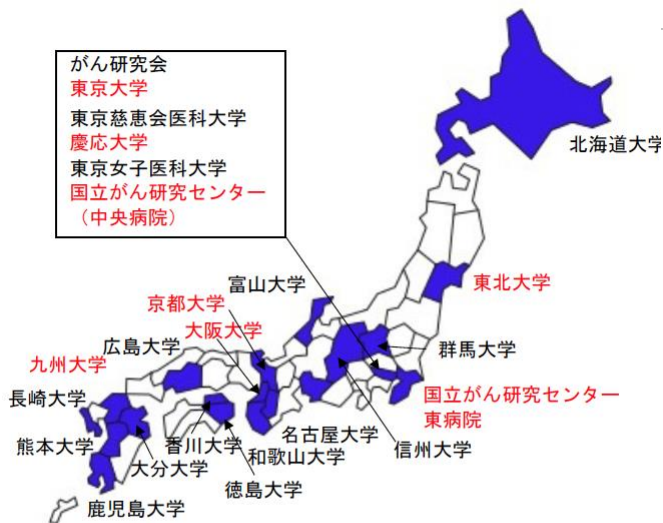 がん研究会
東京大学
東京慈恵会医科大学
慶応大学
東京女子医科大学
国立がん研究センター
（中央病院）
北海道大学
富山大学
東北大学
京都大学
大阪大学
広島大学
群馬大学
九州大学
国立がん研究センター
東病院
長崎大学
名古屋大学
信州大学
熊本大学
香川大学
和歌山大学
大分大学
徳島大学
鹿児島大学